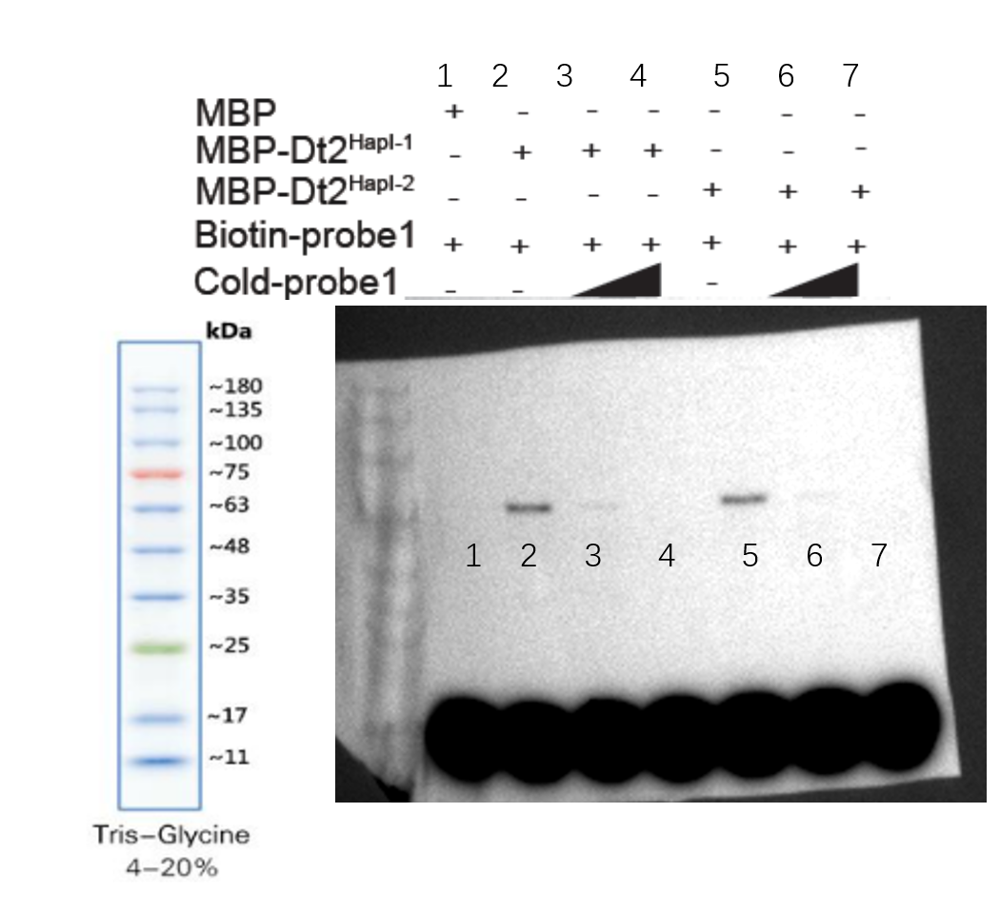 1 2 3 4 5 6 7
MBP + - - - - - -
MBP-Dt2HapI-1 - + + + - - -
MBP-Dt2HapI-2 - - - - + + +
Biotin-probe1 + + + + + + +
Cold-probe1 - - -
kDa
~180
~135
~100
~75
~63
~48
~35
~25
~17
~11
Tris–Glycine
4–20%
1 2 3 4 5 6 7